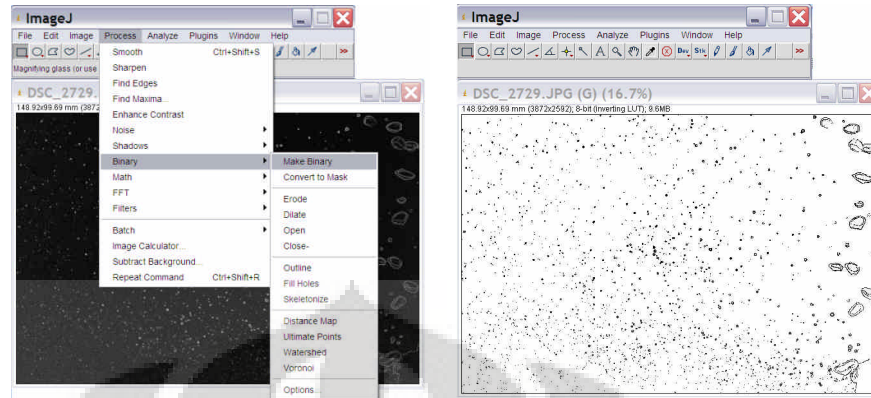 ImageJ
File Edit Image Process Analyze Plugins Window Help
Magnifying glass (or use
DSC_2729.
148.92x99.69 mm (3872
Smooth Ctrl+Shift+S
Sharpen
Find Edges
Find Maxima...
Enhance Contrast
Noise
Shadows
Binary
Math
FFT
Filters
Batch
Image Calculator...
Subtract Background...
Repeat Command Ctrl+Shift+R
Make Binary
Convert to Mask
Erode
Dilate
Open
Close-
Outline
Fill Holes
Skeletonize
Distance Map
Ultimate Points
Watershed
Voronoi
Options...
ImageJ
File Edit Image Process Analyze Plugins Window Help
A Dev Stk >>
DSC_2729.JPG (G) (16.7%)
148.92x99.69 mm (3872x2592); 8-bit (inverting LUT); 9.6MB